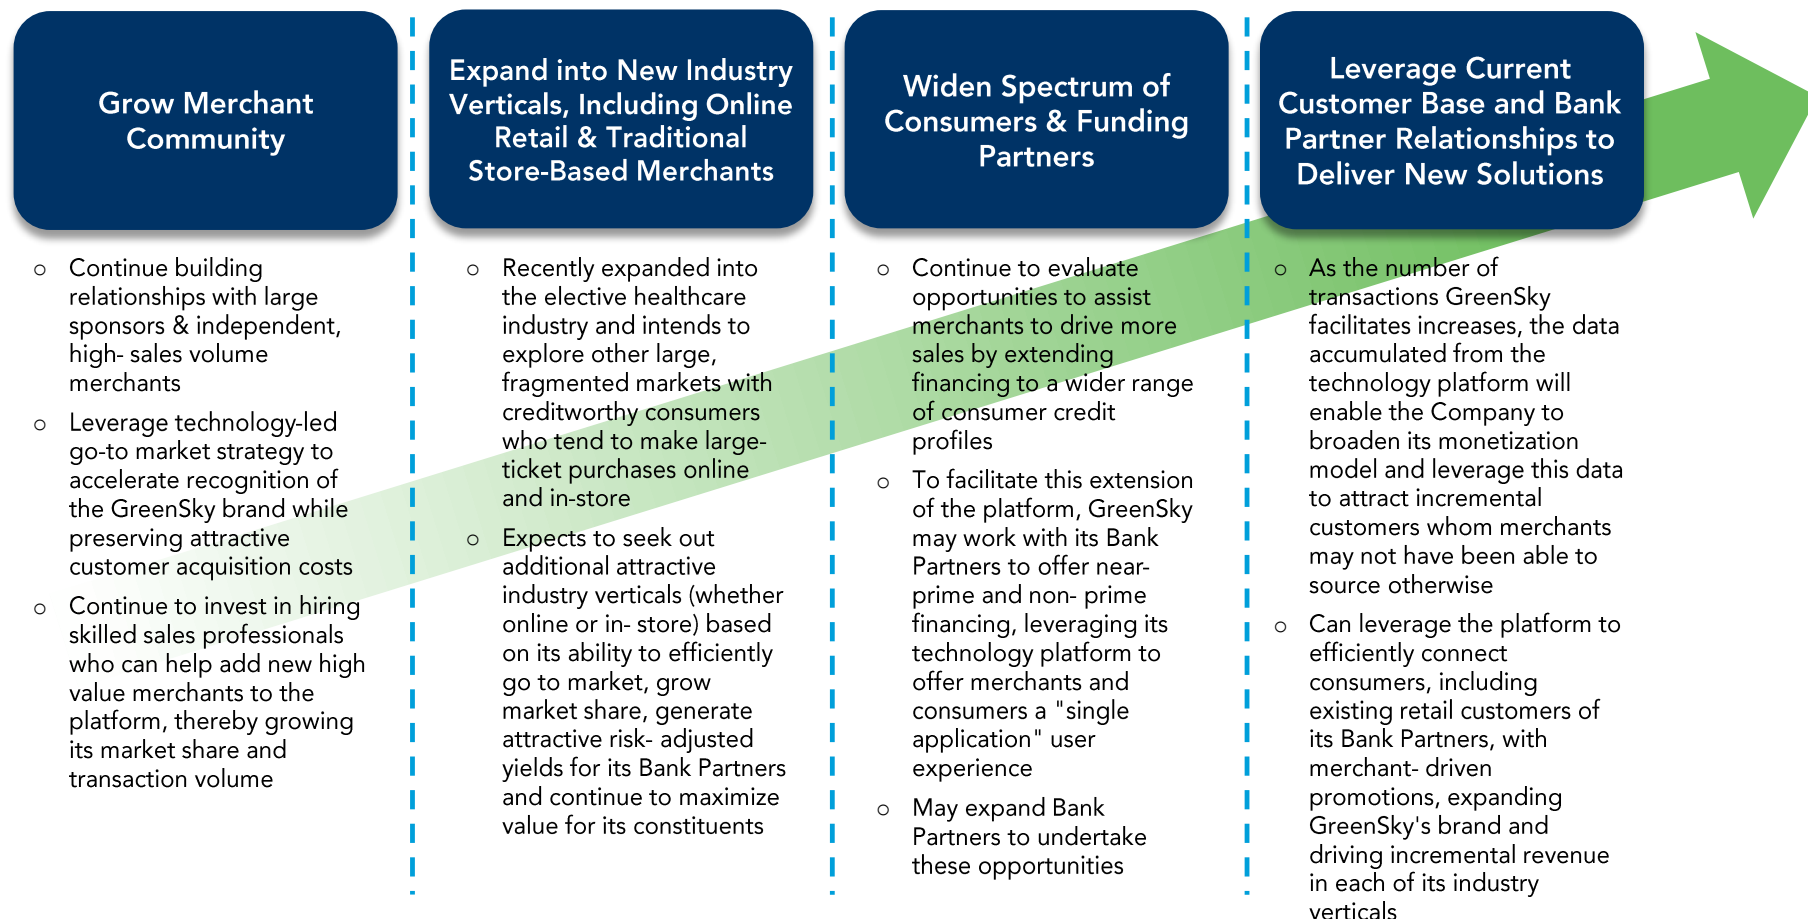 Grow Merchant
Community
○ Continue building
relationships with large
sponsors & independent,
high- sales volume
merchants
○ Leverage technology-led
go-to market strategy to
accelerate recognition of
the GreenSky brand while
preserving attractive
customer acquisition costs
○ Continue to invest in hiring
skilled sales professionals
who can help add new high
value merchants to the
platform, thereby growing
its market share and
transaction volume
Expand into New Industry
Verticals, Including Online
Retail & Traditional
Store-Based Merchants
○ Recently expanded into
the elective healthcare
industry and intends to
explore other large,
fragmented markets with
creditworthy consumers
who tend to make large-
ticket purchases online
and in-store
○ Expects to seek out
additional attractive
industry verticals (whether
online or in- store) based
on its ability to efficiently
go to market, grow
market share, generate
attractive risk- adjusted
yields for its Bank Partners
and continue to maximize
value for its constituents
Widen Spectrum of
Consumers & Funding
Partners
○ Continue to evaluate
opportunities to assist
merchants to drive more
sales by extending
financing to a wider range
of consumer credit
profiles
○ To facilitate this extension
of the platform, GreenSky
may work with its Bank
Partners to offer near-
prime and non- prime
financing, leveraging its
technology platform to
offer merchants and
consumers a "single
application" user
experience
○ May expand Bank
Partners to undertake
these opportunities
Leverage Current
Customer Base and Bank
Partner Relationships to
Deliver New Solutions
○ As the number of
transactions GreenSky
facilitates increases, the data
accumulated from the
technology platform will
enable the Company to
broaden its monetization
model and leverage this data
to attract incremental
customers whom merchants
may not have been able to
source otherwise
○ Can leverage the platform to
efficiently connect
consumers, including
existing retail customers of
its Bank Partners, with
merchant- driven
promotions, expanding
GreenSky's brand and
driving incremental revenue
in each of its industry
verticals